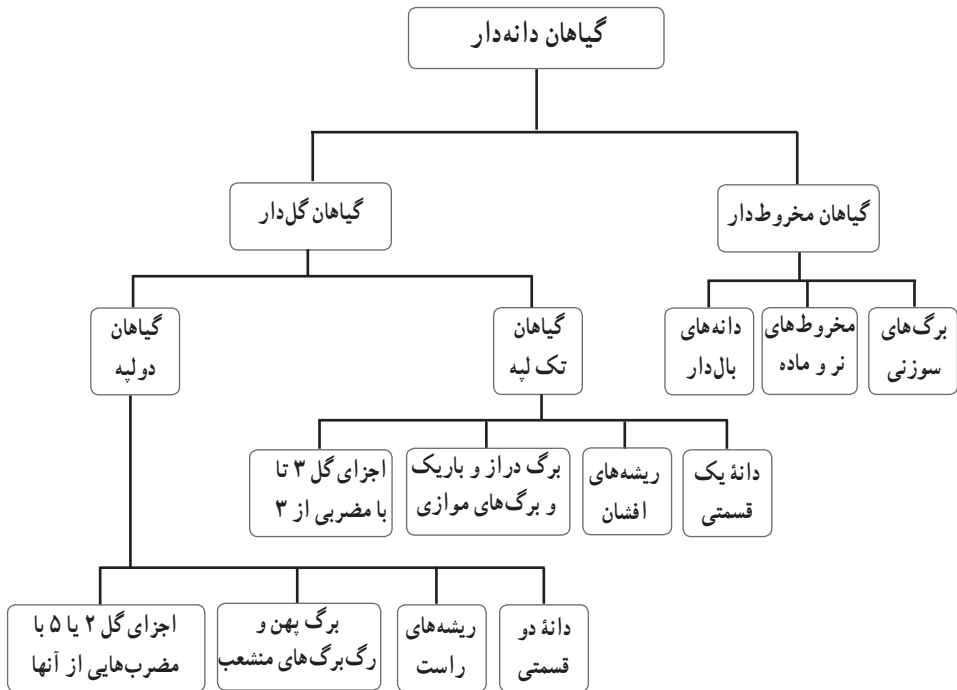 گیاهان دانه‌دار
گیاهان مخروط‌دار
گیاهان گل‌دار
برگ‌های
سوزنی
مخروط‌های
نر و ماده
دانه‌های
بال‌دار
گیاهان
تک لپه
گیاهان
دولپه
دانهٔ یک
قسمتی
ریشه‌های
افشان
برگ دراز و باریک
و برگ‌های موازی
اجزای گل ۳ تا
با مضربی از ۳
دانهٔ دو
قسمتی
ریشه‌های
راست
برگ پهن و
رگ‌برگ‌های منشعب
اجزای گل ۲ یا ۵ با
مضرب‌هایی از آنها